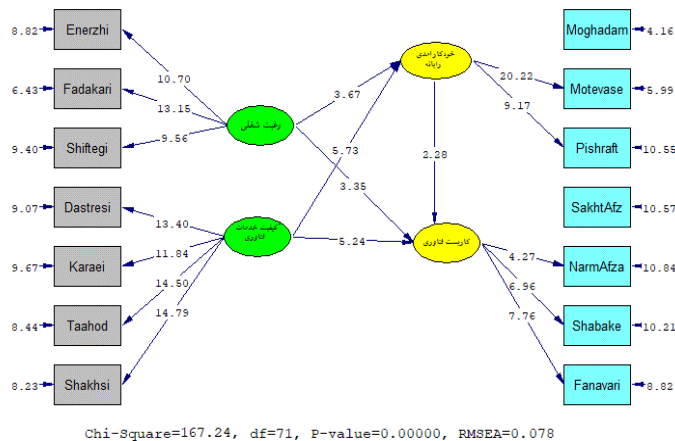 8.82 Enerzhi
6.43 Fadakari
9.40 Shiftegi
9.07 Dastresi
9.67 Karaei
8.44 Taahod
8.23 Shakhsi
10.70
13.15
9.56
13.40
11.84
14.50
14.79
رغبت شغلی
کیفیت خدمات
فناوری
3.67
5.73
3.35
5.24
2.28
خودکارامدی
رایانه
کاربست فناوری
20.22
9.17
4.27
6.96
7.76
Moghadam 4.16
Motevase 5.99
Pishraft 10.55
SakhtAfz 10.57
NarmAfza 10.84
Shabake 10.21
Fanavari 8.82
Chi-Square=167.24, df=71, P-value=0.00000, RMSEA=0.078